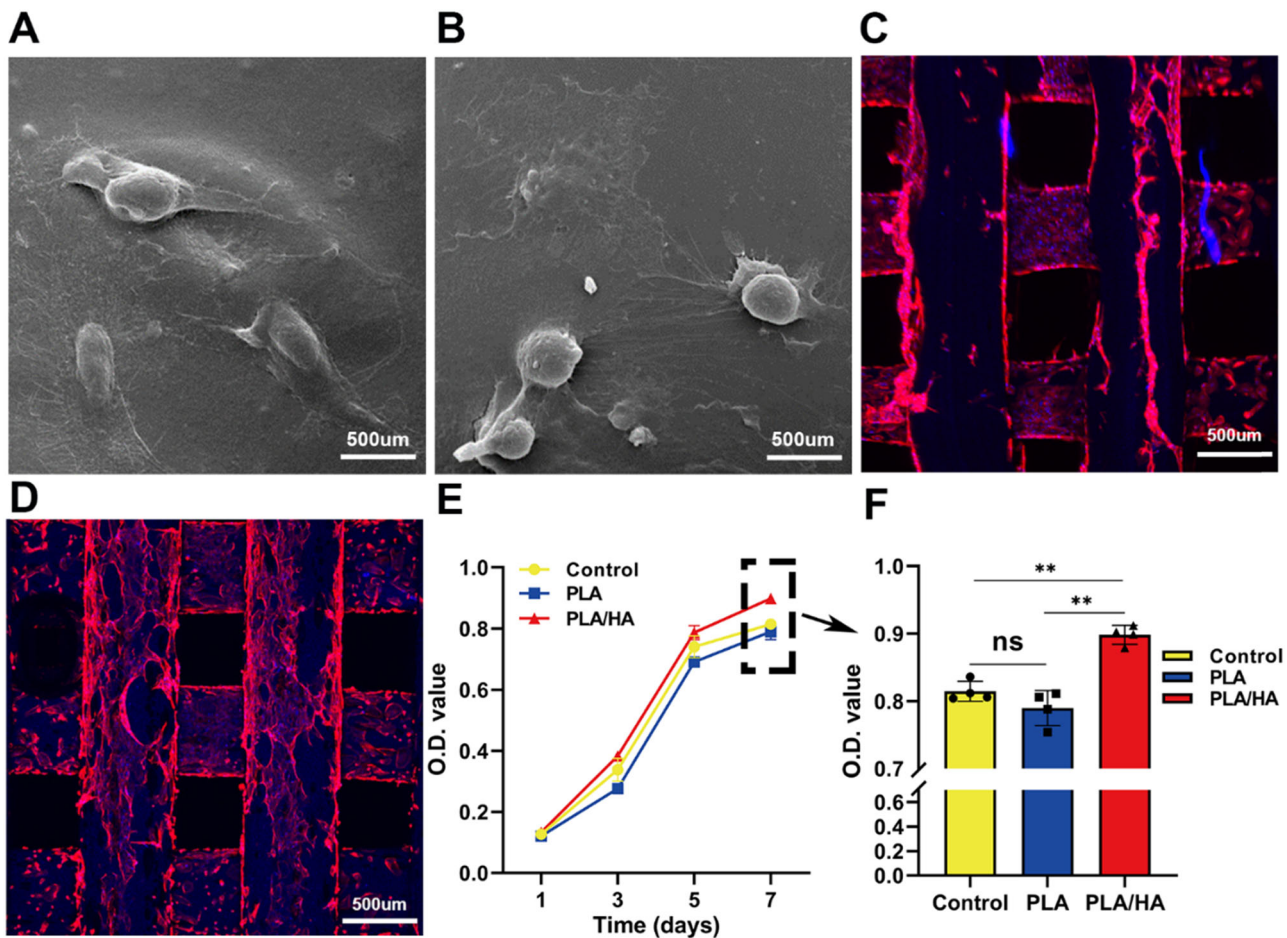 A
B
C
500um
500um
500um
D
500um
E
O.D. value
1.0
0.8
0.6
0.4
0.2
0.0
Control
PLA
PLA/HA
1 3 5 7
Time (days)
F
O.D. value
1.0
0.9
0.8
0.7
0.6
0.4
0.2
0.0
**
**
ns
Control PLA PLA/HA
Control
PLA
PLA/HA